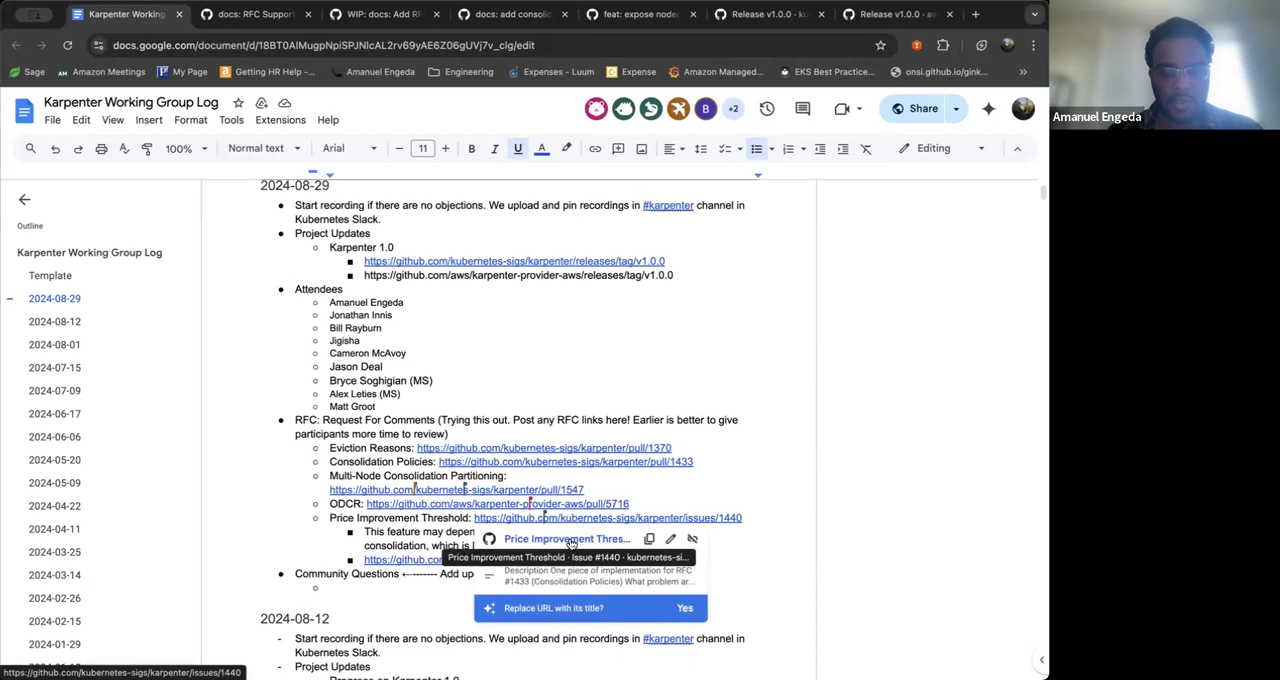 Karpenter Working
docs: RFC Support
WIP: docs: Add RF
docs: add consolid
feat: expose node
Release v1.0.0 · ku
Release v1.0.0 · aw
docs.google.com/document/d/18BT0AIMugpNpiSPJNlcAL2rv69yAE6Z06gUVj7v_clg/edit
Sage
Amazon Meetings
My Page
Getting HR Help -...
Amanuel Engeda
Engineering
Expenses - Luum
Expense
Amazon Managed...
EKS Best Practice...
onsi.github.io/gink...
Karpenter Working Group Log
B
+2
Share
File Edit View Insert Format Tools Extensions Help
100%
Normal text
Arial
11
Editing
Outline
Karpenter Working Group Log
Template
2024-08-29
2024-08-12
2024-08-01
2024-07-15
2024-07-09
2024-06-17
2024-06-06
2024-05-20
2024-05-09
2024-04-22
2024-04-11
2024-03-25
2024-03-14
2024-02-26
2024-02-15
2024-01-29
2024-08-29
● Start recording if there are no objections. We upload and pin recordings in #karpenter channel in
Kubernetes Slack.
● Project Updates
○ Karpenter 1.0
■ https://github.com/kubernetes-sigs/karpenter/releases/tag/v1.0.0
■ https://github.com/aws/karpenter-provider-aws/releases/tag/v1.0.0
● Attendees
○ Amanuel Engeda
○ Jonathan Innis
○ Bill Rayburn
○ Jigisha
○ Cameron McAvoy
○ Jason Deal
○ Bryce Soghigian (MS)
○ Alex Leties (MS)
○ Matt Groot
● RFC: Request For Comments (Trying this out. Post any RFC links here! Earlier is better to give
participants more time to review)
○ Eviction Reasons: https://github.com/kubernetes-sigs/karpenter/pull/1370
○ Consolidation Policies: https://github.com/kubernetes-sigs/karpenter/pull/1433
○ Multi-Node Consolidation Partitioning:
https://github.com/kubernetes-sigs/karpenter/pull/1547
○ ODCR: https://github.com/aws/karpenter-provider-aws/pull/5716
○ Price Improvement Threshold: https://github.com/kubernetes-sigs/karpenter/issues/1440
■ This feature may depen
consolidation, which is
■ https://github.co
● Community Questions ←------- Add up
○
Price Improvement Thres...
Price Improvement Threshold · Issue #1440 · kubernetes-si...
Description One piece of implementation for RFC
#1433 (Consolidation Policies) What problem ar...
Replace URL with its title?
Yes
2024-08-12
- Start recording if there are no objections. We upload and pin recordings in #karpenter channel in
Kubernetes Slack.
- Project Updates
https://github.com/kubernetes-sigs/karpenter/issues/1440
Amanuel Engeda